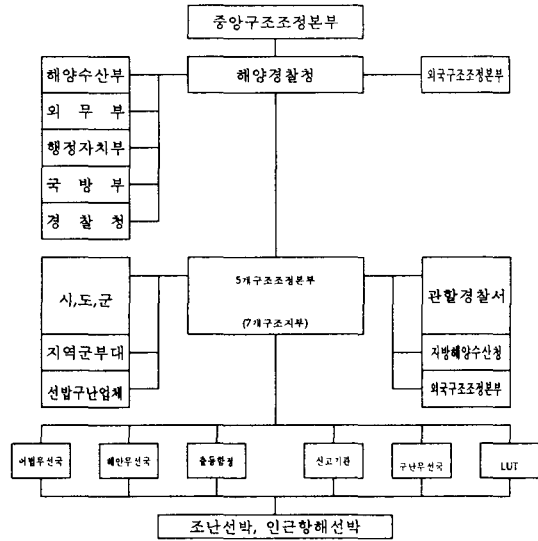 중앙구조조정본부
해양수산부
해양경찰청
외국구조정본부
외 무 부
행정자치부
국 방 부
경 찰 청
시,도,군
5개구조조정본부
(7개구조지부)
관할경찰서
지역군부대
지방해양수산청
선밥구난업체
외국구조조정본부
어법무선국
해안무선국
출동함정
신고기관
구난무선국
LUT
조난선박, 인근항해선박